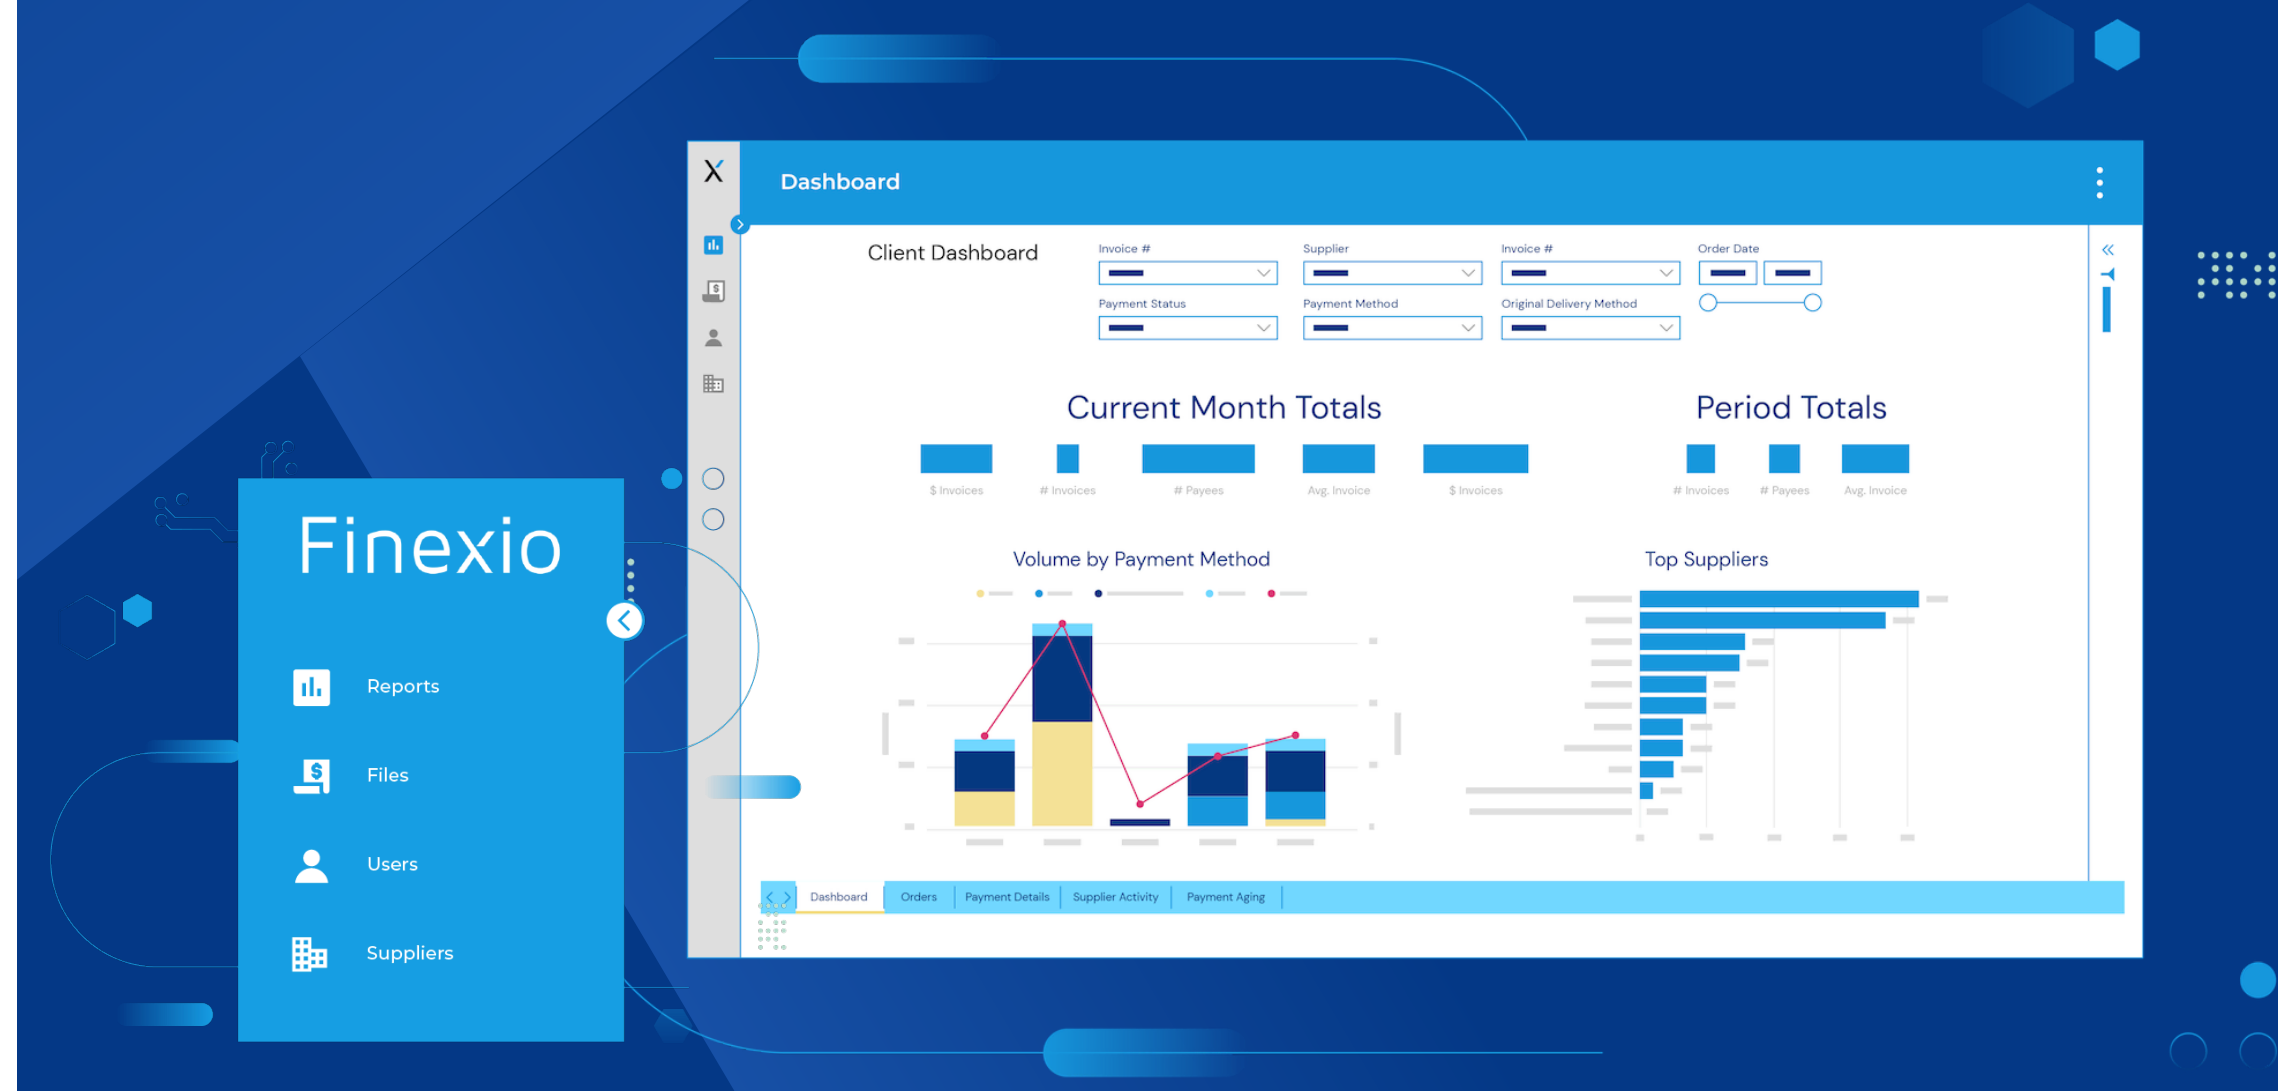 Dashboard
Client Dashboard
Invoice #
Supplier
Invoice #
Order Date
Payment Status
Payment Method
Original Delivery Method
Current Month Totals
Period Totals
$ Invoices
# Invoices
# Payees
Avg. Invoice
$ Invoices
# Invoices
# Payees
Avg. Invoice
Volume by Payment Method
Top Suppliers
Dashboard
Orders
Payment Details
Supplier Activity
Payment Aging
Finexio
Reports
Files
Users
Suppliers